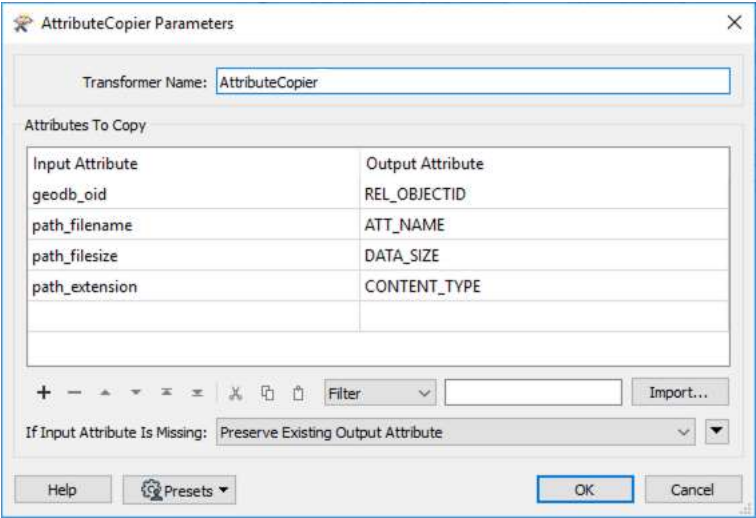 AttributeCopier Parameters
Transformer Name: AttributeCopier
Attributes To Copy
Input Attribute Output Attribute
geodb_oid REL_OBJECTID
path_filename ATT_NAME
path_filesize DATA_SIZE
path_extension CONTENT_TYPE
Filter Import...
If Input Attribute Is Missing: Preserve Existing Output Attribute
Help Presets OK Cancel